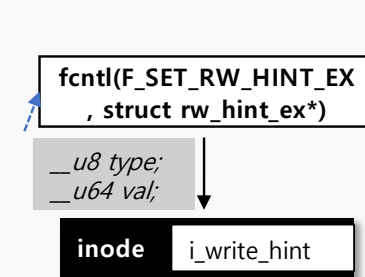 fcntl(F_SET_RW_HINT_EX
, struct rw_hint_ex*)
__u8 type;
__u64 val;
inode i_write_hint